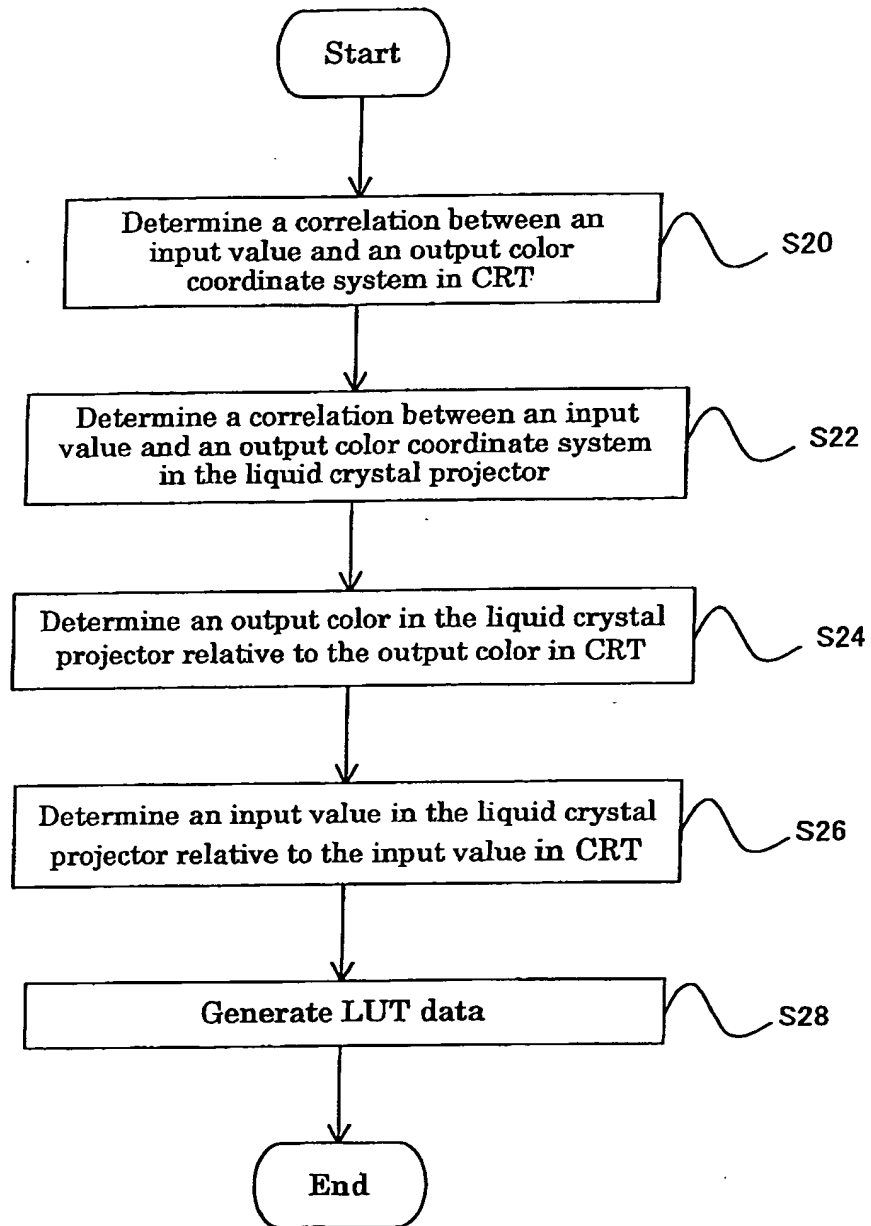 Start
Determine a correlation between an
input value and an output color
coordinate system in CRT
S20
Determine a correlation between an input
value and an output color coordinate system
in the liquid crystal projector
S22
Determine an output color in the liquid crystal
projector relative to the output color in CRT
S24
Determine an input value in the liquid crystal
projector relative to the input value in CRT
S26
Generate LUT data
S28
End